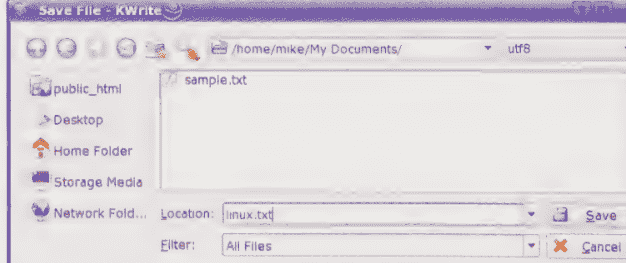 Save File - KWrite
/home/mike/My Documents/ utf8
sample.txt
public_html
Desktop
Home Folder
Storage Media
Network Fold...
Location: linux.txt Save
Filter: All Files Cancel